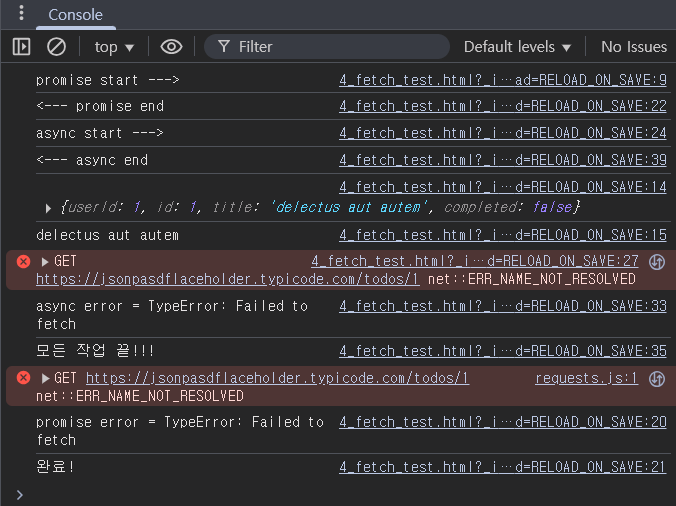 Console
top ▼ Filter Default levels ▼ No Issues
promise start ---> 4_fetch_test.html?_i…ad=RELOAD_ON_SAVE:9
<--- promise end 4_fetch_test.html?_i…d=RELOAD_ON_SAVE:22
async start ---> 4_fetch_test.html?_i…d=RELOAD_ON_SAVE:24
<--- async end 4_fetch_test.html?_i…d=RELOAD_ON_SAVE:39
4_fetch_test.html?_i…d=RELOAD_ON_SAVE:14
▶ {userId: 1, id: 1, title: 'delectus aut autem', completed: false}
delectus aut autem 4_fetch_test.html?_i…d=RELOAD_ON_SAVE:15
▶ GET 4_fetch_test.html?_i…d=RELOAD_ON_SAVE:27
https://jsonpasdflaceholder.typicode.com/todos/1 net::ERR_NAME_NOT_RESOLVED
async error = TypeError: Failed to 4_fetch_test.html?_i…d=RELOAD_ON_SAVE:33
fetch
모든 작업 끝!!! 4_fetch_test.html?_i…d=RELOAD_ON_SAVE:35
▶ GET https://jsonpasdflaceholder.typicode.com/todos/1 requests.js:1
net::ERR_NAME_NOT_RESOLVED
promise error = TypeError: Failed to 4_fetch_test.html?_i…d=RELOAD_ON_SAVE:20
fetch
완료! 4_fetch_test.html?_i…d=RELOAD_ON_SAVE:21
>